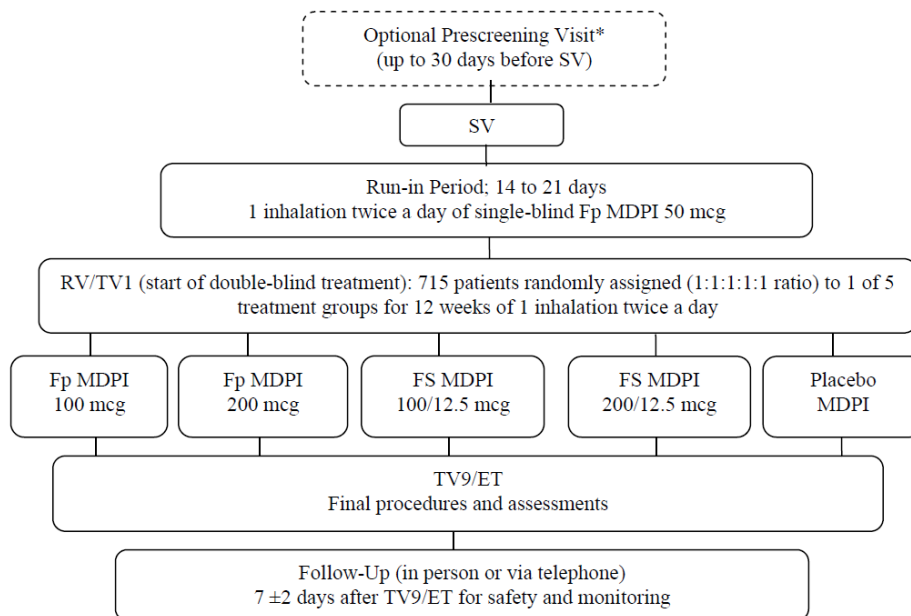 Optional Prescreening Visit*
(up to 30 days before SV)
SV
Run-in Period; 14 to 21 days
1 inhalation twice a day of single-blind Fp MDPI 50 mcg
RV/TV1 (start of double-blind treatment): 715 patients randomly assigned (1:1:1:1:1 ratio) to 1 of 5
treatment groups for 12 weeks of 1 inhalation twice a day
Fp MDPI
100 mcg
Fp MDPI
200 mcg
FS MDPI
100/12.5 mcg
FS MDPI
200/12.5 mcg
Placebo
MDPI
TV9/ET
Final procedures and assessments
Follow-Up (in person or via telephone)
7 ±2 days after TV9/ET for safety and monitoring